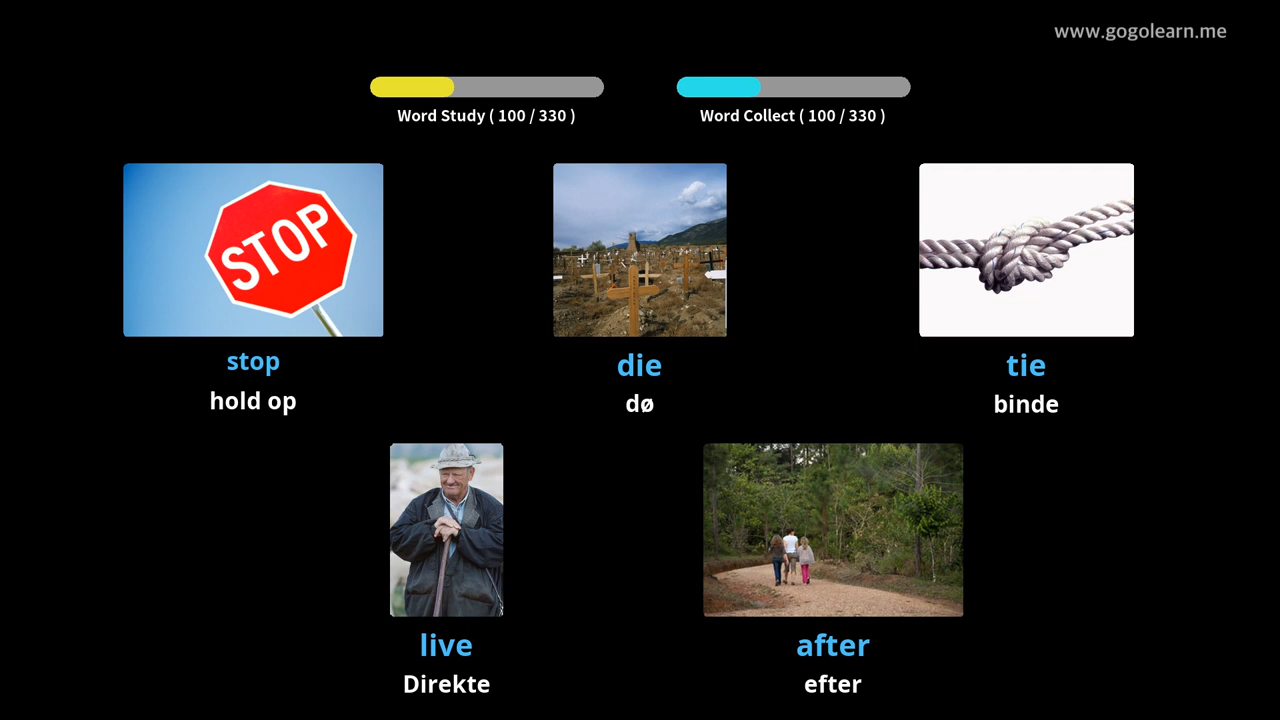 www.gogolearn.me
Word Study ( 100 / 330 )
Word Collect ( 100 / 330 )
STOP
stop
hold op
die
dø
tie
binde
live
Direkte
after
efter